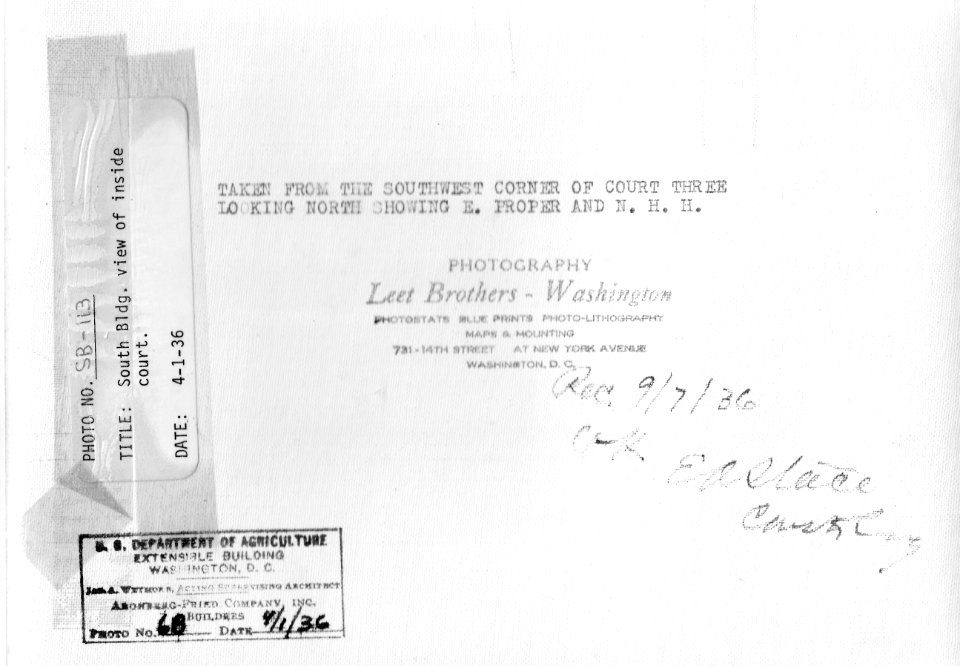 PHOTO NO. SB-113
TITLE: South Bldg. view of inside
court.
DATE: 4-1-36
TAKEN FROM THE SOUTHWEST CORNER OF COURT THREE
LOOKING NORTH SHOWING E. PROPER AND N. H. H.
PHOTOGRAPHY
Leet Brothers - Washington
PHOTOSTATS BLUE PRINTS PHOTO-LITHOGRAPHY
MAPS & MOUNTING
731-14TH STREET AT NEW YORK AVENUE
WASHINGTON, D. C.
Rec. 9/7/36
U. S. DEPARTMENT OF AGRICULTURE
EXTENSIBLE BUILDING
WASHINGTON, D. C.
Jas. A. Wetmore, Acting Supervising Architect
Aronberg-Fried Company, Inc.
Builders
Photo No. 68 Date 4/1/36